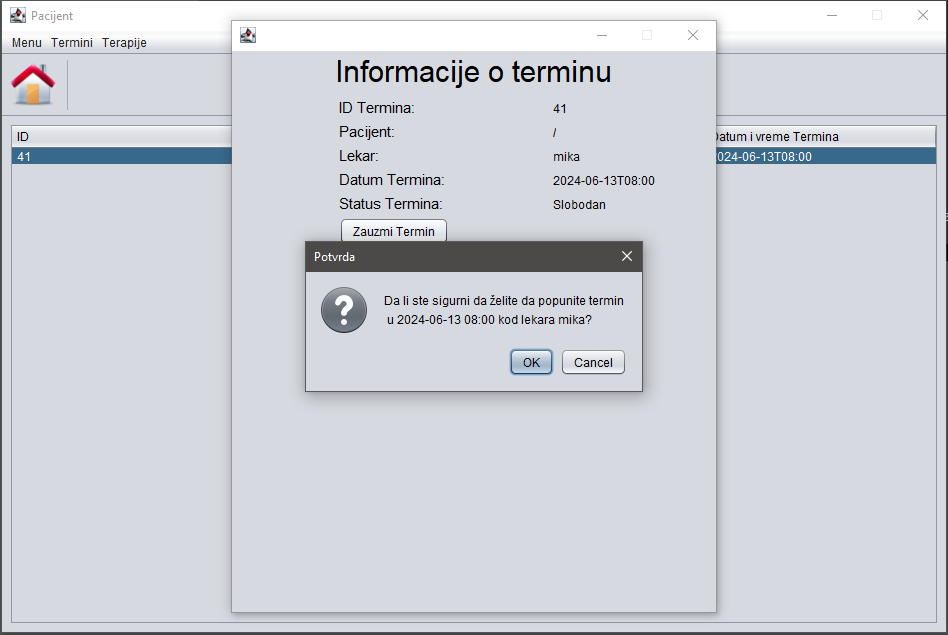 Pacijent
Menu Termini Terapije
ID
Datum i vreme Termina
41
2024-06-13T08:00
Informacije o terminu
ID Termina: 41
Pacijent: /
Lekar: mika
Datum Termina: 2024-06-13T08:00
Status Termina: Slobodan
Zauzmi Termin
Potvrda
Da li ste sigurni da želite da popunite termin
u 2024-06-13 08:00 kod lekara mika?
OK Cancel